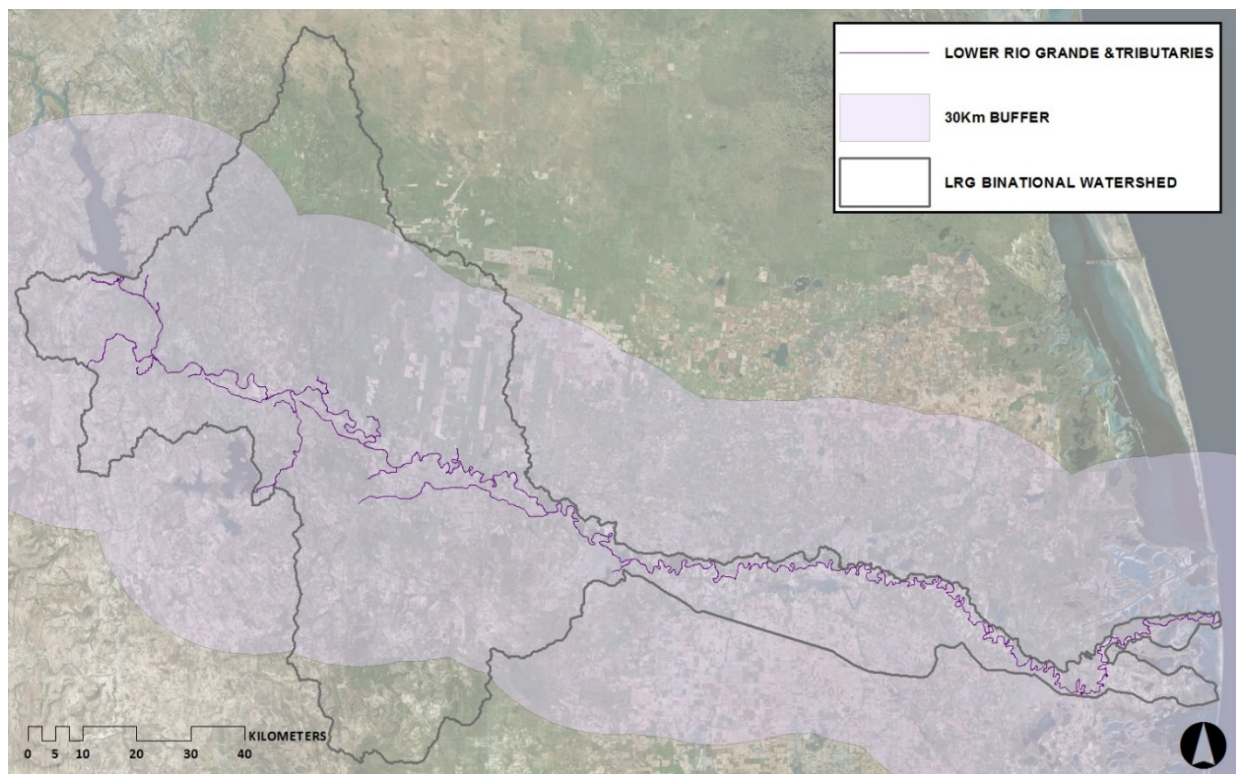 LOWER RIO GRANDE &TRIBUTARIES
30Km BUFFER
LRG BINATIONAL WATERSHED
KILOMETERS
0 5 10 20 30 40